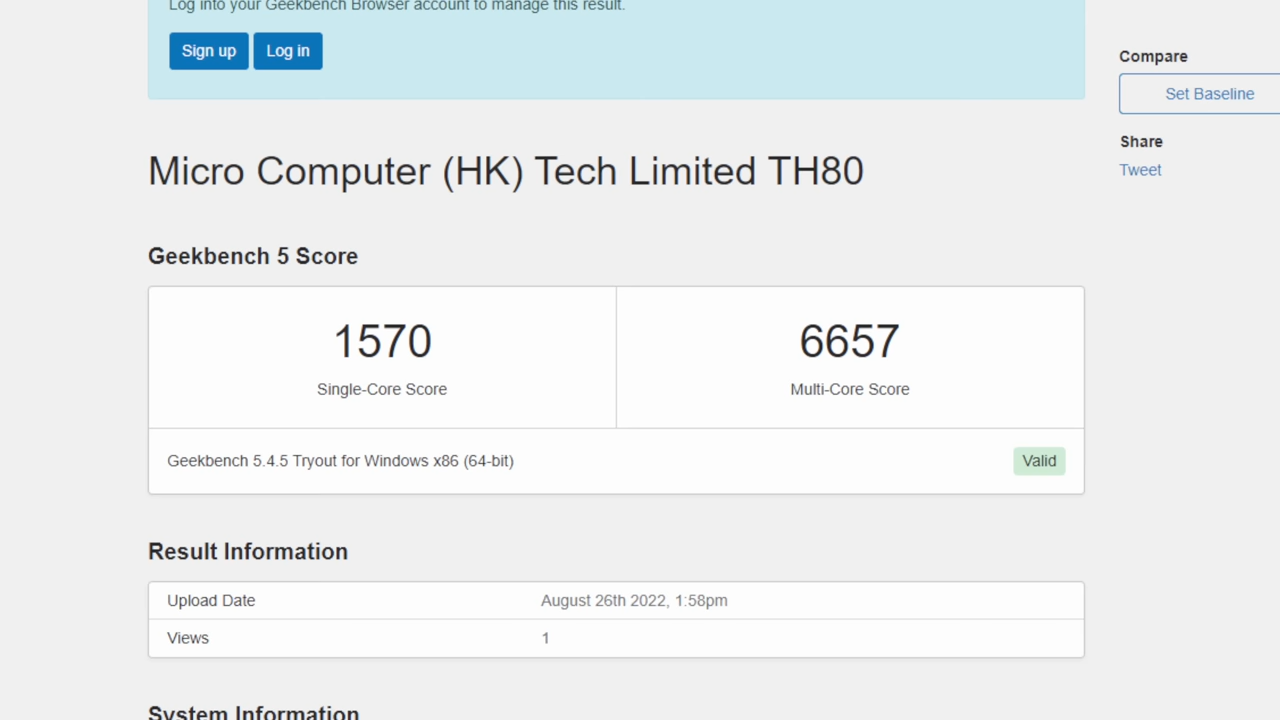 Log into your Geekbench Browser account to manage this result.
Sign up Log in
Compare
Set Baseline
Share
Tweet
Micro Computer (HK) Tech Limited TH80
Geekbench 5 Score
1570 6657
Single-Core Score Multi-Core Score
Geekbench 5.4.5 Tryout for Windows x86 (64-bit) Valid
Result Information
Upload Date August 26th 2022, 1:58pm
Views 1
System Information